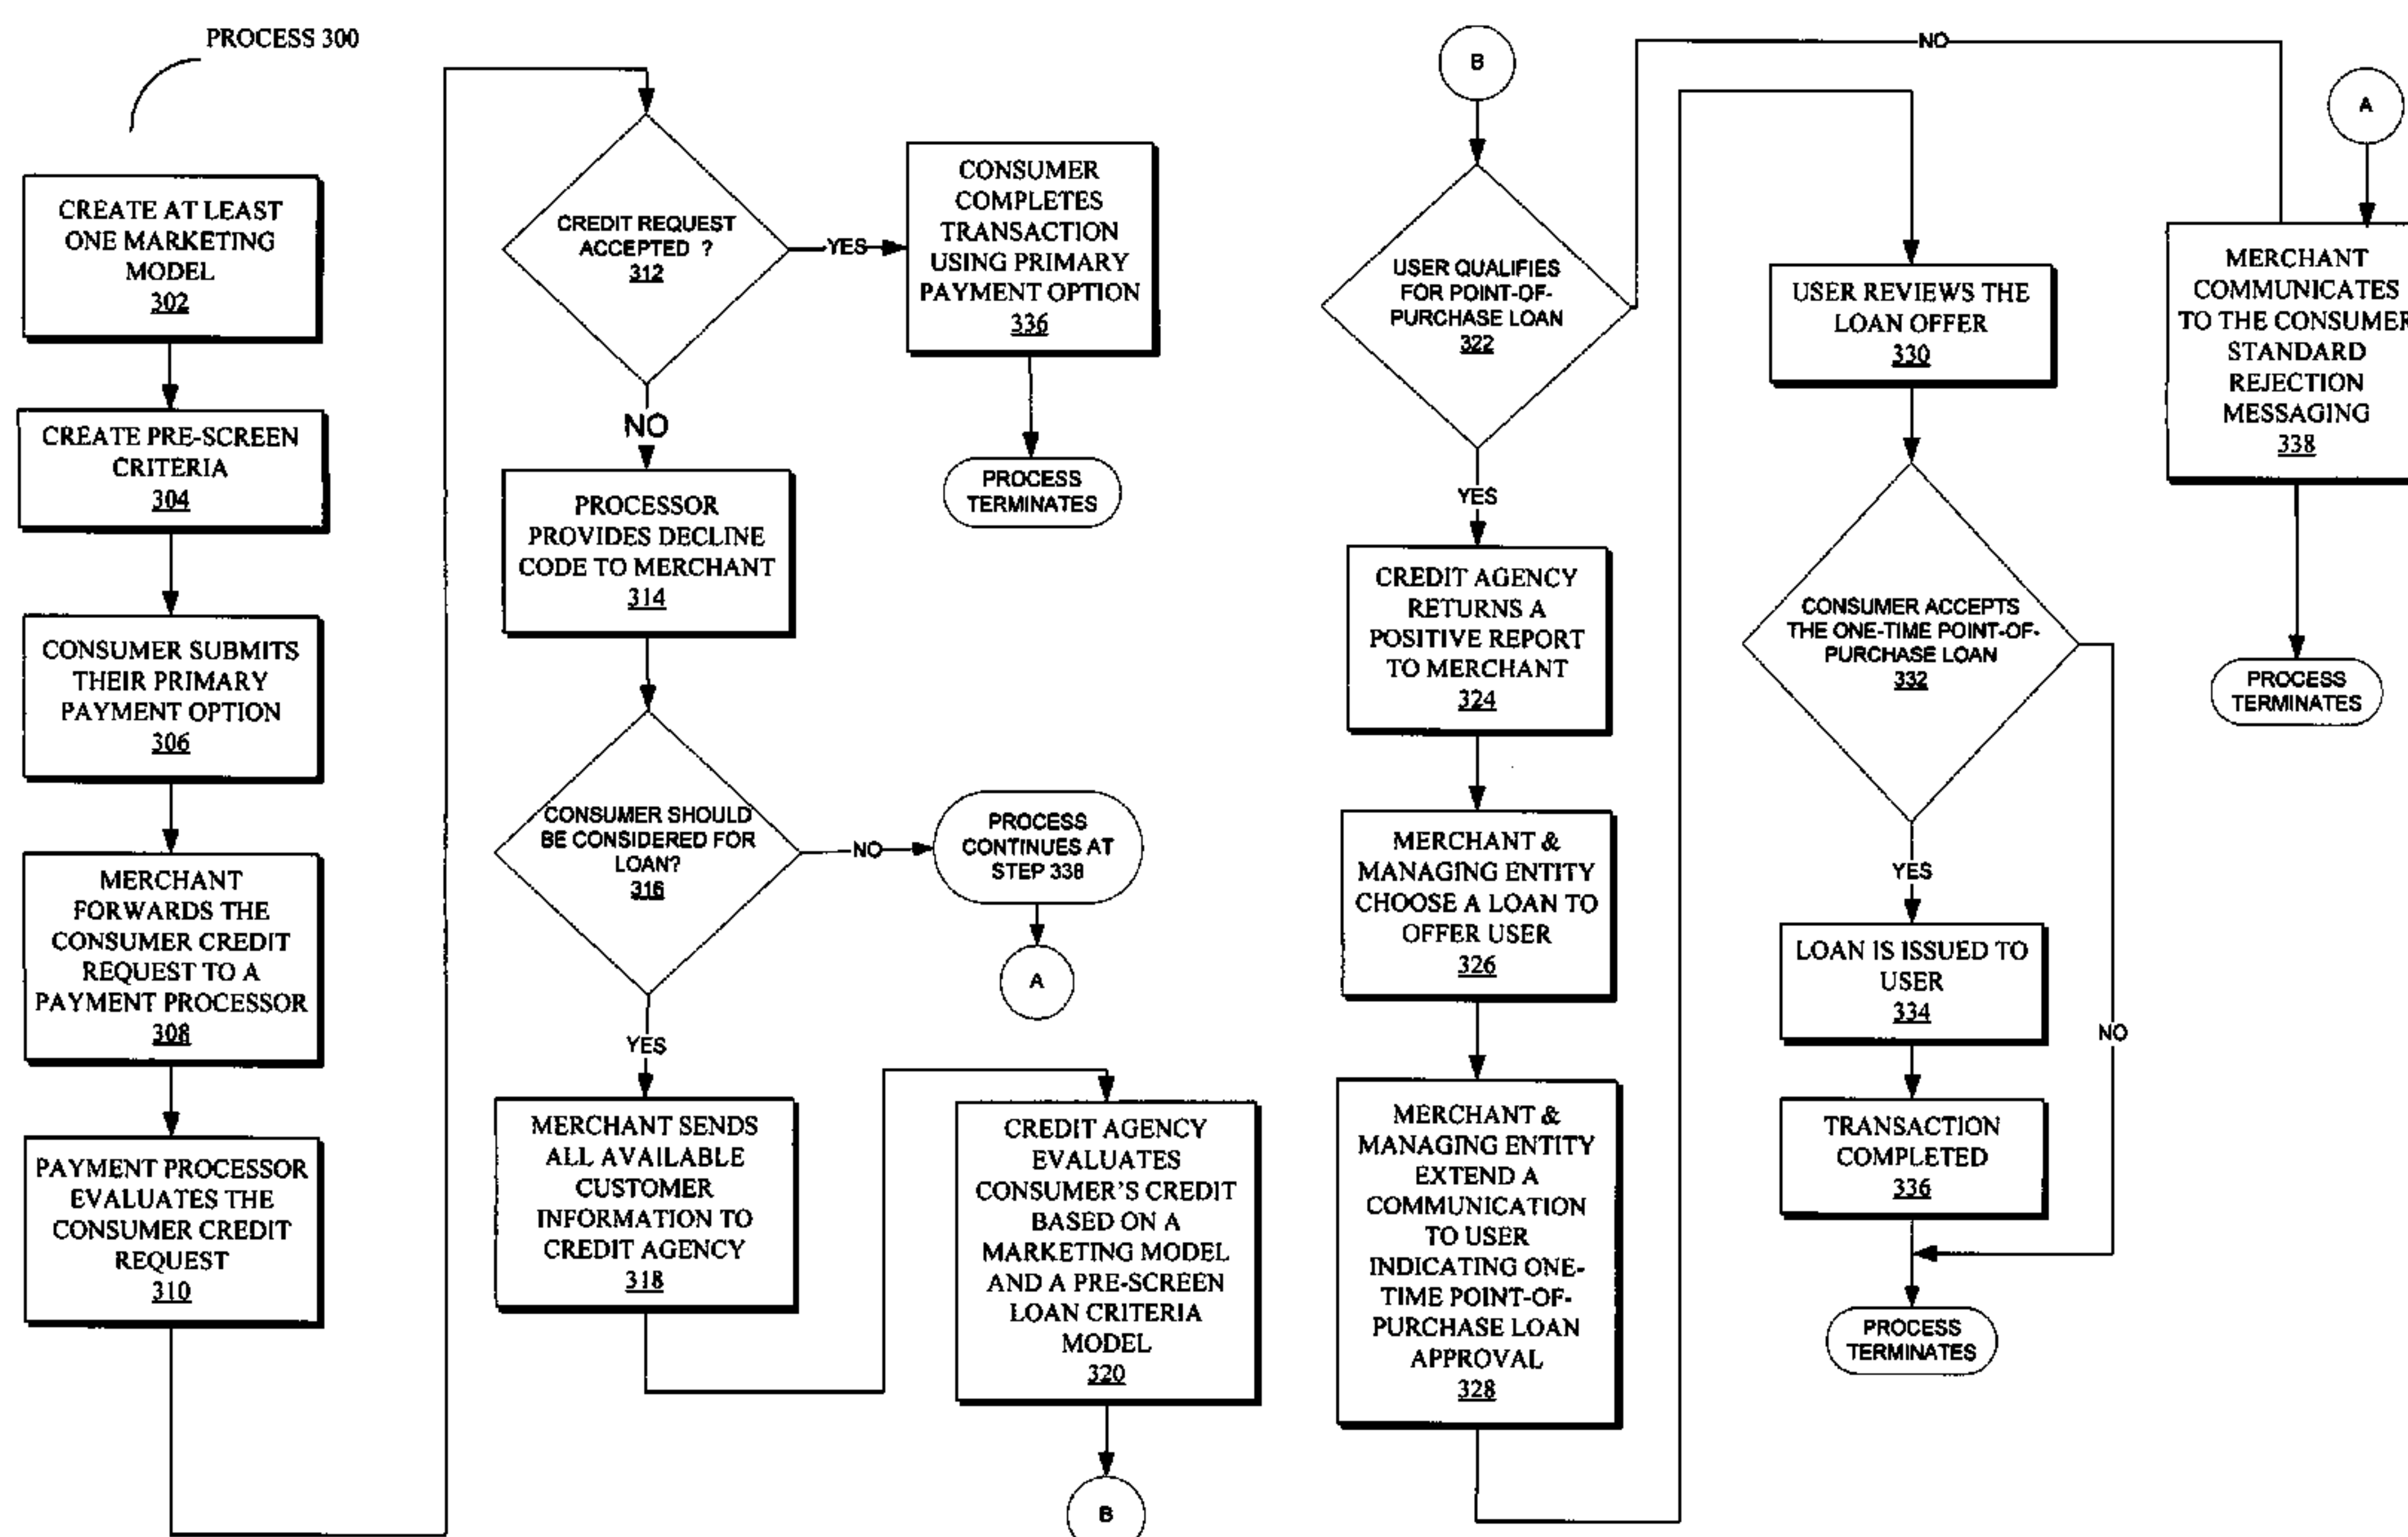 PROCESS 300
CREATE AT LEAST
ONE MARKETING
MODEL
302
CREATE PRE-SCREEN
CRITERIA
304
CONSUMER SUBMITS
THEIR PRIMARY
PAYMENT OPTION
306
MERCHANT
FORWARDS THE
CONSUMER CREDIT
REQUEST TO A
PAYMENT PROCESSOR
308
PAYMENT PROCESSOR
EVALUATES THE
CONSUMER CREDIT
REQUEST
310
CREDIT REQUEST
ACCEPTED ?
312
YES
CONSUMER
COMPLETES
TRANSACTION
USING PRIMARY
PAYMENT OPTION
336
PROCESS
TERMINATES
NO
PROCESSOR
PROVIDES DECLINE
CODE TO MERCHANT
314
CONSUMER SHOULD
BE CONSIDERED FOR
LOAN?
316
NO
PROCESS
CONTINUES AT
STEP 338
A
YES
MERCHANT SENDS
ALL AVAILABLE
CUSTOMER
INFORMATION TO
CREDIT AGENCY
318
CREDIT AGENCY
EVALUATES
CONSUMER'S CREDIT
BASED ON A
MARKETING MODEL
AND A PRE-SCREEN
LOAN CRITERIA
MODEL
320
B
B
USER QUALIFIES
FOR POINT-OF-
PURCHASE LOAN
322
NO
YES
CREDIT AGENCY
RETURNS A
POSITIVE REPORT
TO MERCHANT
324
MERCHANT &
MANAGING ENTITY
CHOOSE A LOAN TO
OFFER USER
326
MERCHANT &
MANAGING ENTITY
EXTEND A
COMMUNICATION
TO USER
INDICATING ONE-
TIME POINT-OF-
PURCHASE LOAN
APPROVAL
328
USER REVIEWS THE
LOAN OFFER
330
CONSUMER ACCEPTS
THE ONE-TIME POINT-OF-
PURCHASE LOAN
332
YES
NO
LOAN IS ISSUED TO
USER
334
TRANSACTION
COMPLETED
336
PROCESS
TERMINATES
A
MERCHANT
COMMUNICATES
TO THE CONSUMER
STANDARD
REJECTION
MESSAGING
338
PROCESS
TERMINATES